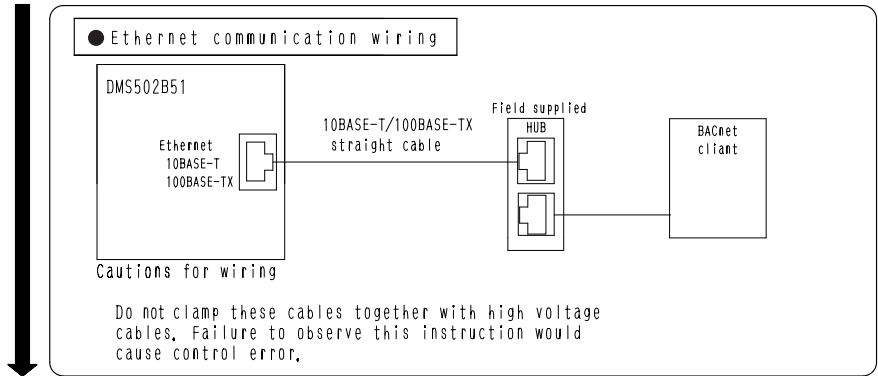 ●Ethernet communication wiring
DMS502B51
Ethernet
10BASE-T
100BASE-TX
10BASE-T/100BASE-TX
straight cable
Field supplied
HUB
BACnet
cliant
Cautions for wiring
Do not clamp these cables together with high voltage
cables. Failure to observe this instruction would
cause control error.